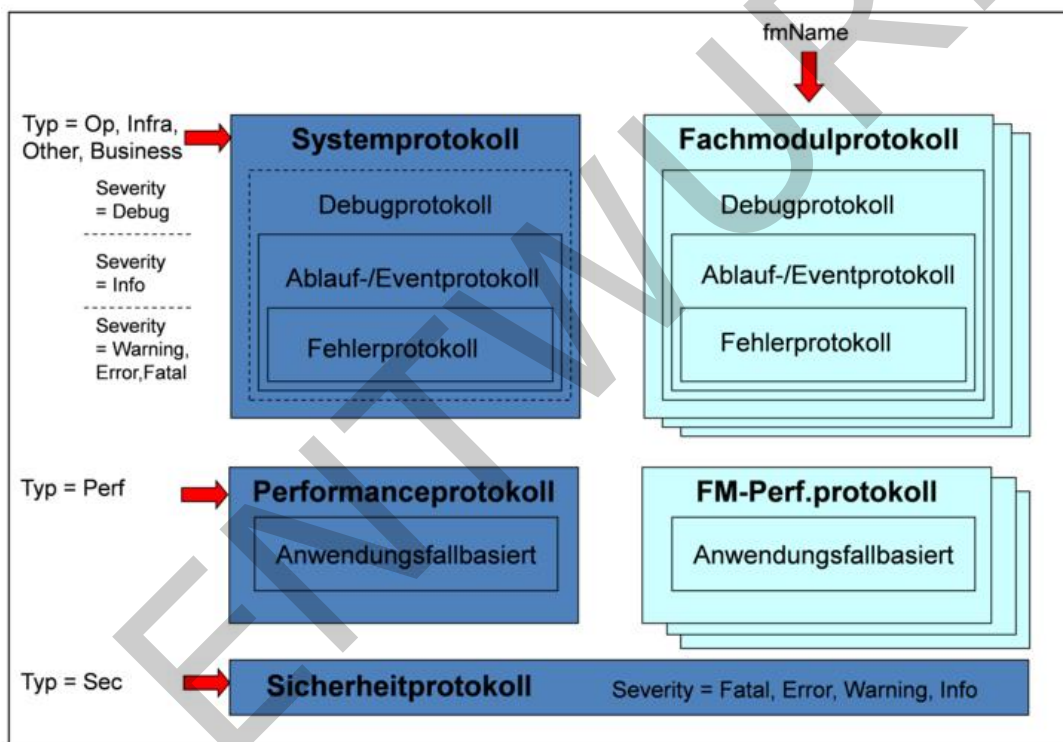 fmName
Typ = Op, Infra,
Other, Business
Severity
= Debug
Severity
= Info
Severity
= Warning,
Error,Fatal
Systemprotokoll
Debugprotokoll
Ablauf-/Eventprotokoll
Fehlerprotokoll
Fachmodulprotokoll
Debugprotokoll
Ablauf-/Eventprotokoll
Fehlerprotokoll
Typ = Perf
Performanceprotokoll
Anwendungsfallbasiert
FM-Perf.protokoll
Anwendungsfallbasiert
Typ = Sec
Sicherheitprotokoll
Severity = Fatal, Error, Warning, Info
ENTWURF